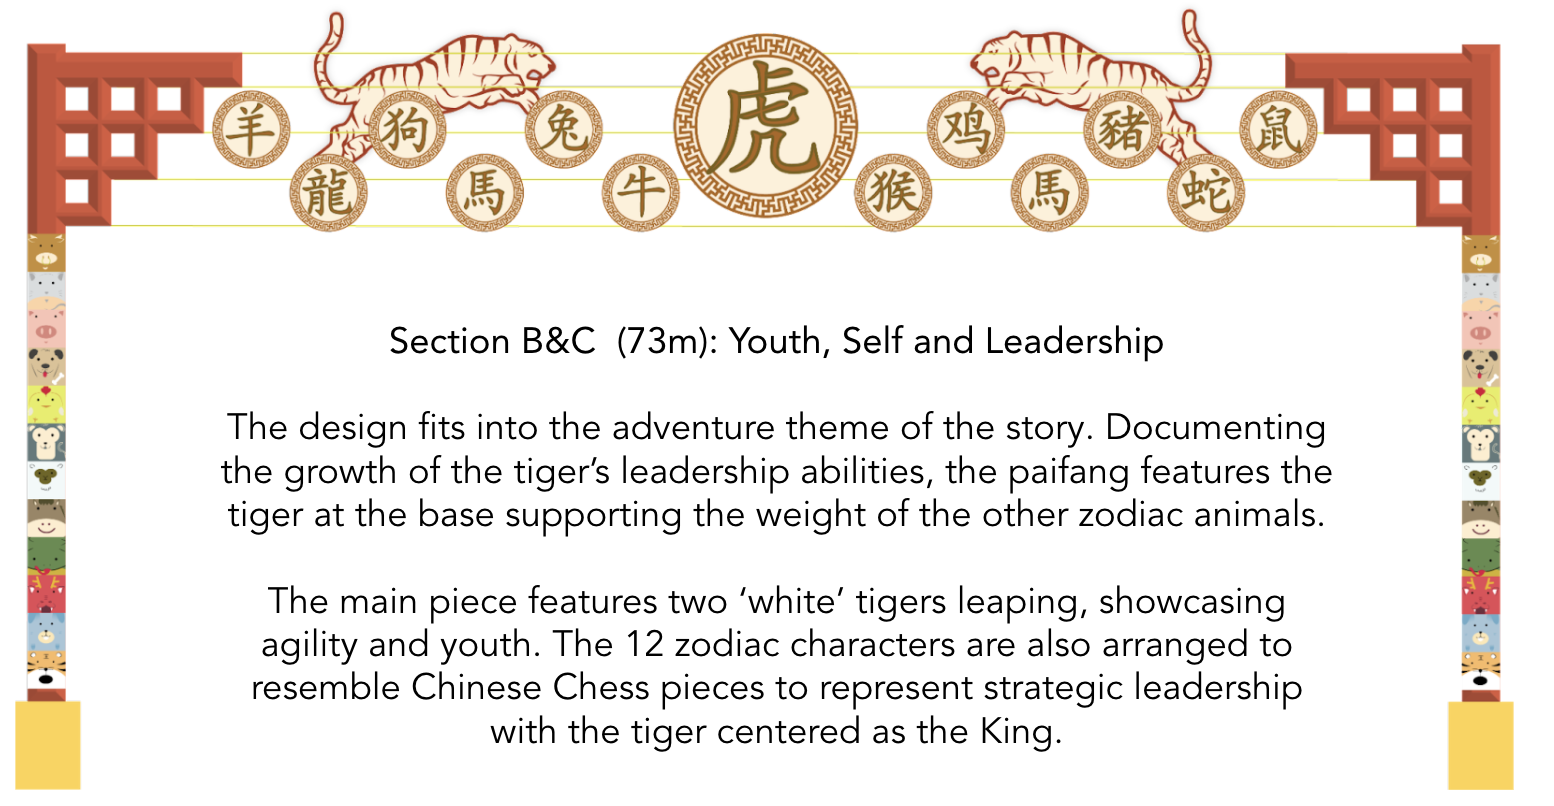 羊 狗 兔 虎 鸡 豬 鼠
龍 馬 牛 猴 馬 蛇
Section B&C (73m): Youth, Self and Leadership
The design fits into the adventure theme of the story. Documenting
the growth of the tiger’s leadership abilities, the paifang features the
tiger at the base supporting the weight of the other zodiac animals.
The main piece features two ‘white’ tigers leaping, showcasing
agility and youth. The 12 zodiac characters are also arranged to
resemble Chinese Chess pieces to represent strategic leadership
with the tiger centered as the King.